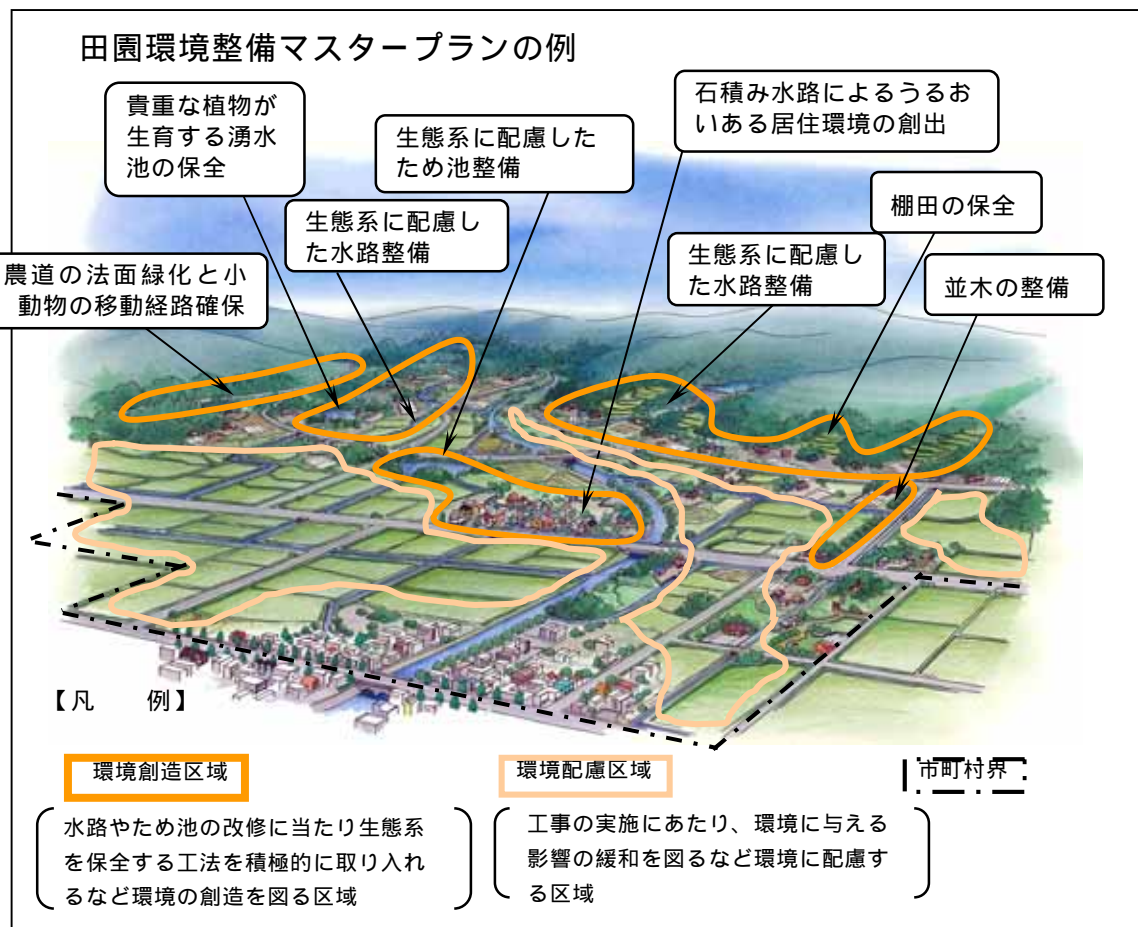 田園環境整備マスタープランの例
貴重な植物が
生育する湧水
池の保全
生態系に配慮した
ため池整備
石積み水路によるうるお
いある居住環境の創出
生態系に配慮し
た水路整備
棚田の保全
生態系に配慮し
た水路整備
農道の法面緑化と小
動物の移動経路確保
並木の整備
【凡　例】
環境創造区域
環境配慮区域
市町村界
水路やため池の改修に当たり生態系
を保全する工法を積極的に取り入れ
るなど環境の創造を図る区域
工事の実施にあたり、環境に与える
影響の緩和を図るなど環境に配慮す
る区域